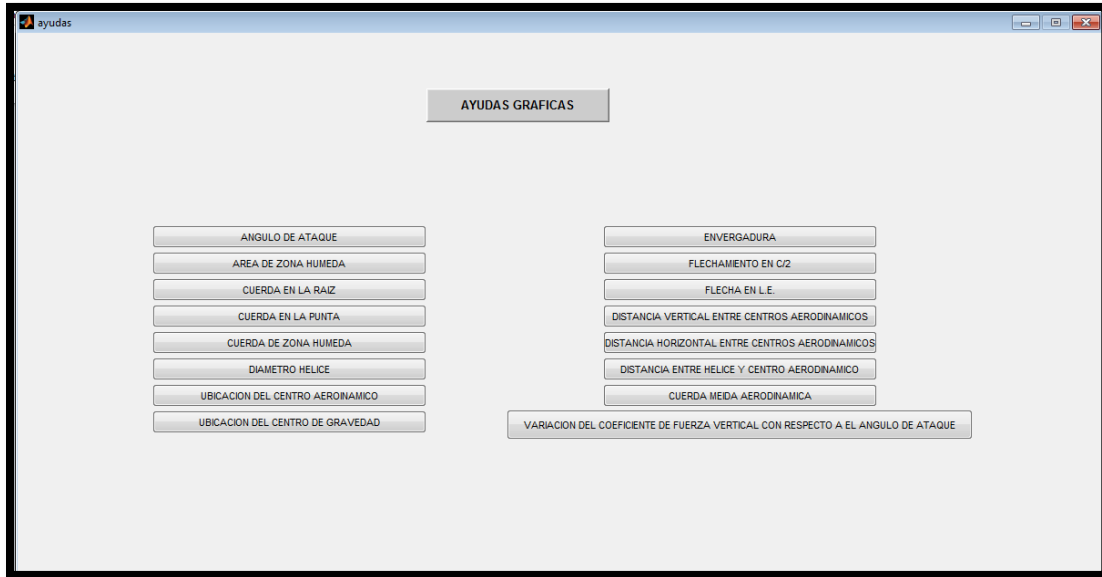 ayudas
AYUDAS GRAFICAS
ANGULO DE ATAQUE
AREA DE ZONA HUMEDA
CUERDA EN LA RAIZ
CUERDA EN LA PUNTA
CUERDA DE ZONA HUMEDA
DIAMETRO HELICE
UBICACION DEL CENTRO AEROINAMICO
UBICACION DEL CENTRO DE GRAVEDAD
ENVERGADURA
FLECHAMIENTO EN C/2
FLECHA EN L.E.
DISTANCIA VERTICAL ENTRE CENTROS AERODINAMICOS
DISTANCIA HORIZONTAL ENTRE CENTROS AERODINAMICOS
DISTANCIA ENTRE HELICE Y CENTRO AERODINAMICO
CUERDA MEIDA AERODINAMICA
VARIACION DEL COEFICIENTE DE FUERZA VERTICAL CON RESPECTO A EL ANGULO DE ATAQUE